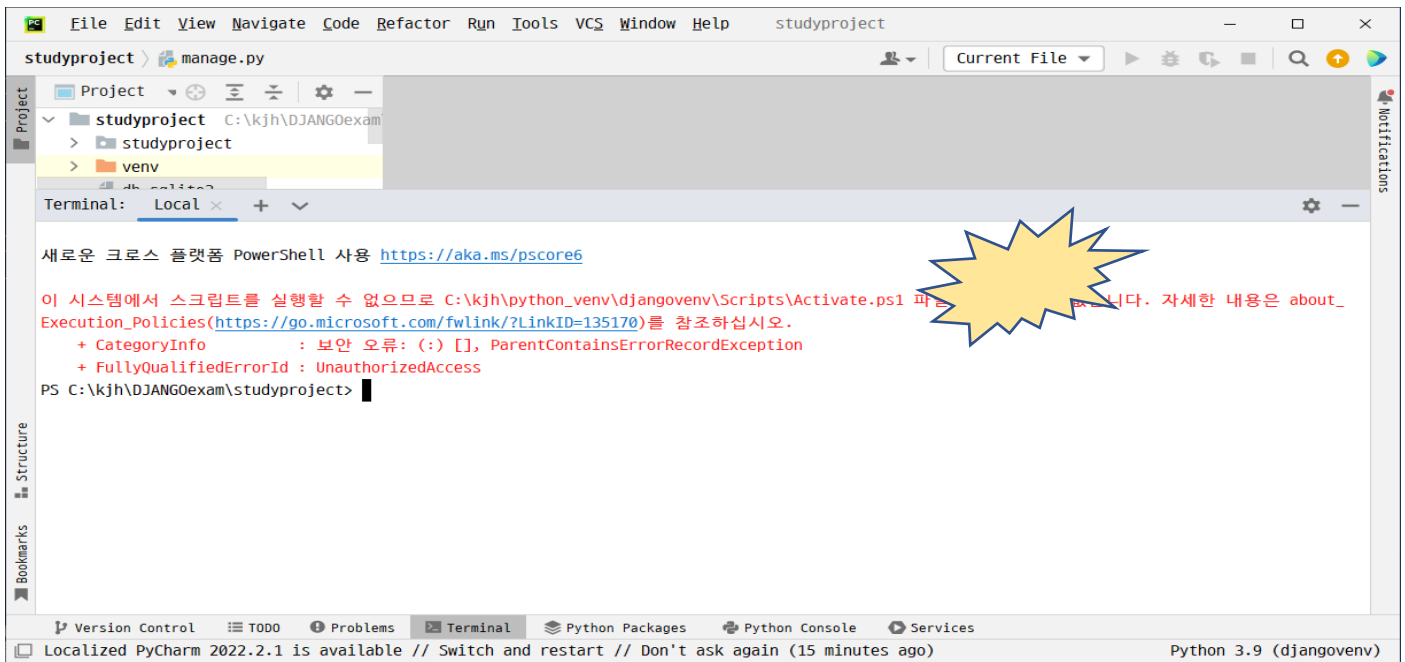 File Edit View Navigate Code Refactor Run Tools VCS Window Help studyproject
studyproject 〉 manage.py Current File
Project
studyproject C:\kjh\DJANGOexam
studyproject
venv
Terminal: Local × +
새로운 크로스 플랫폼 PowerShell 사용 https://aka.ms/pscore6
이 시스템에서 스크립트를 실행할 수 없으므로 C:\kjh\python_venv\djangovenv\Scripts\Activate.ps1 자세한 내용은 about_
Execution_Policies(https://go.microsoft.com/fwlink/?LinkID=135170)를 참조하십시오.
+ CategoryInfo : 보안 오류: (:) [], ParentContainsErrorRecordException
+ FullyQualifiedErrorId : UnauthorizedAccess
PS C:\kjh\DJANGOexam\studyproject>
Project
Notifications
Structure
Bookmarks
Version Control TODO Problems Terminal Python Packages Python Console Services
Localized PyCharm 2022.2.1 is available // Switch and restart // Don't ask again (15 minutes ago) Python 3.9 (djangovenv)